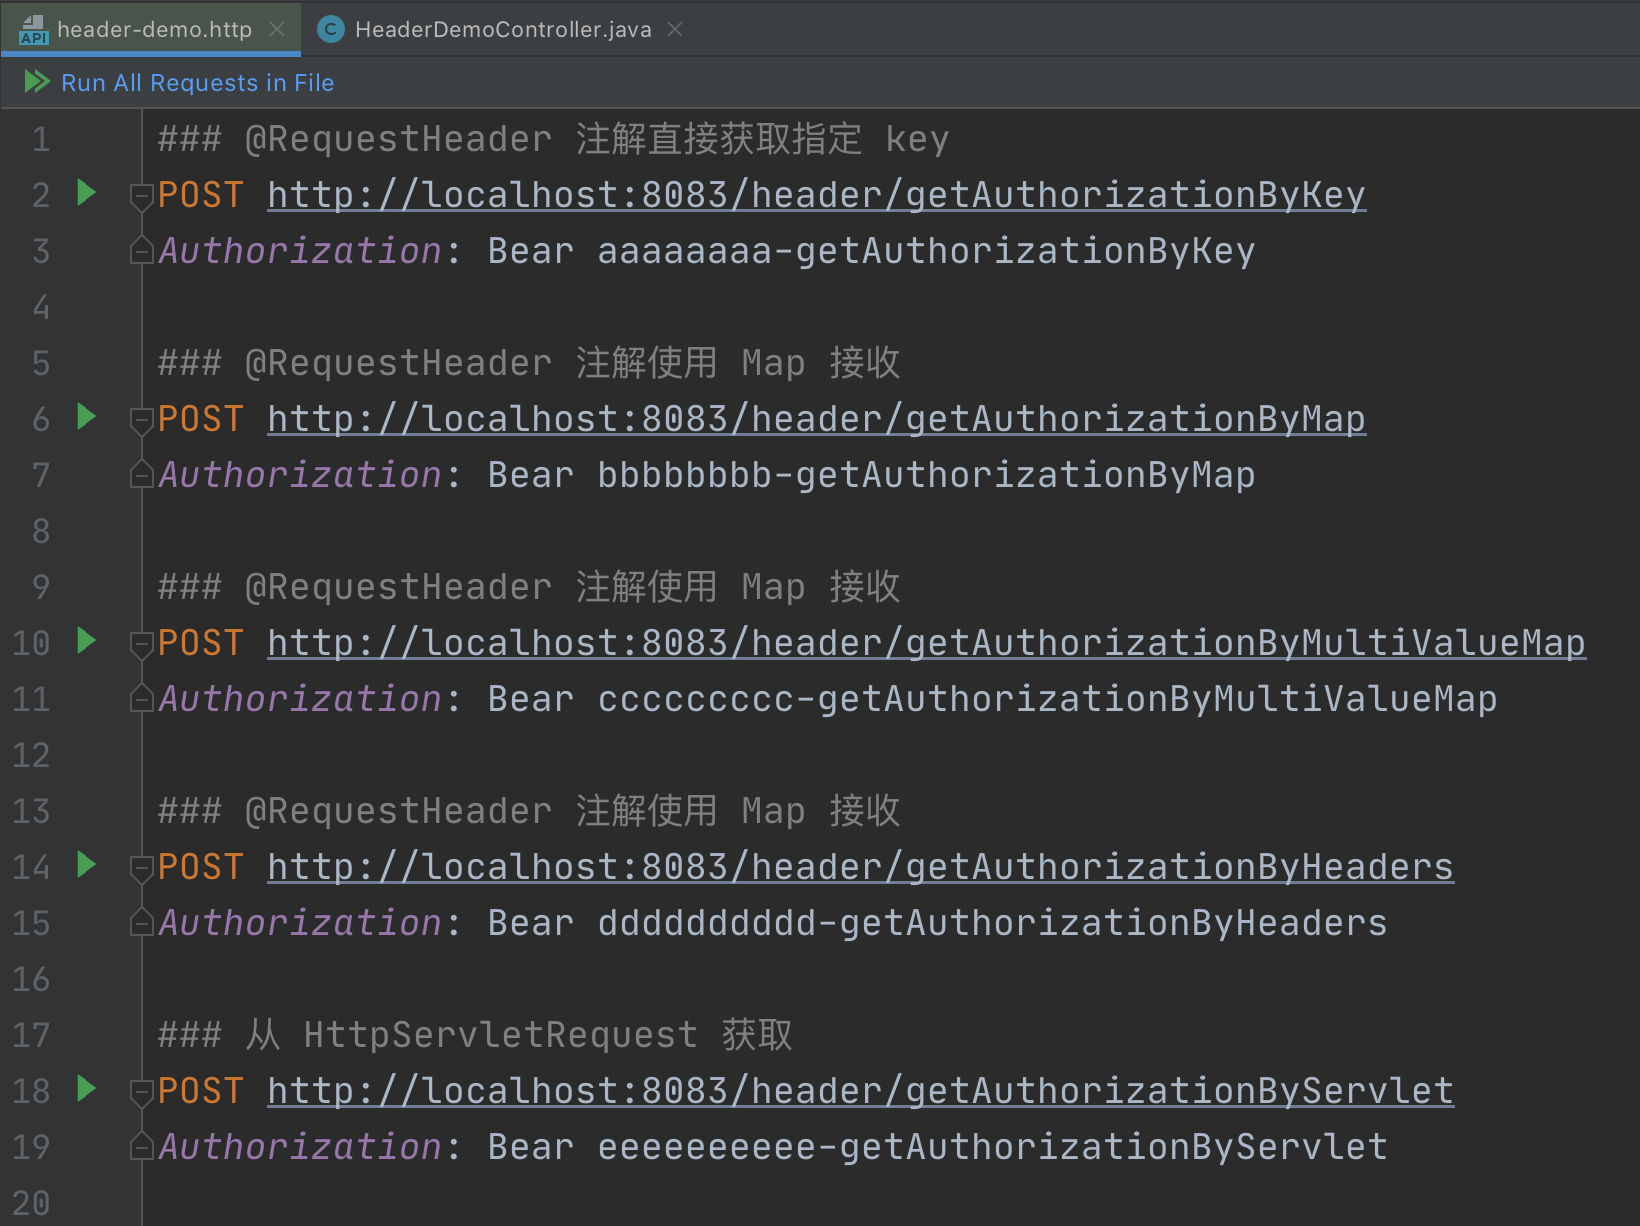 API header-demo.http × C HeaderDemoController.java ×
Run All Requests in File
1 ### @RequestHeader 注解直接获取指定 key
2 POST http://localhost:8083/header/getAuthorizationByKey
3 Authorization: Bear aaaaaaaa-getAuthorizationByKey
4
5 ### @RequestHeader 注解使用 Map 接收
6 POST http://localhost:8083/header/getAuthorizationByMap
7 Authorization: Bear bbbbbbbb-getAuthorizationByMap
8
9 ### @RequestHeader 注解使用 Map 接收
10 POST http://localhost:8083/header/getAuthorizationByMultiValueMap
11 Authorization: Bear ccccccccc-getAuthorizationByMultiValueMap
12
13 ### @RequestHeader 注解使用 Map 接收
14 POST http://localhost:8083/header/getAuthorizationByHeaders
15 Authorization: Bear dddddddddd-getAuthorizationByHeaders
16
17 ### 从 HttpServletRequest 获取
18 POST http://localhost:8083/header/getAuthorizationByServlet
19 Authorization: Bear eeeeeeeeee-getAuthorizationByServlet
20